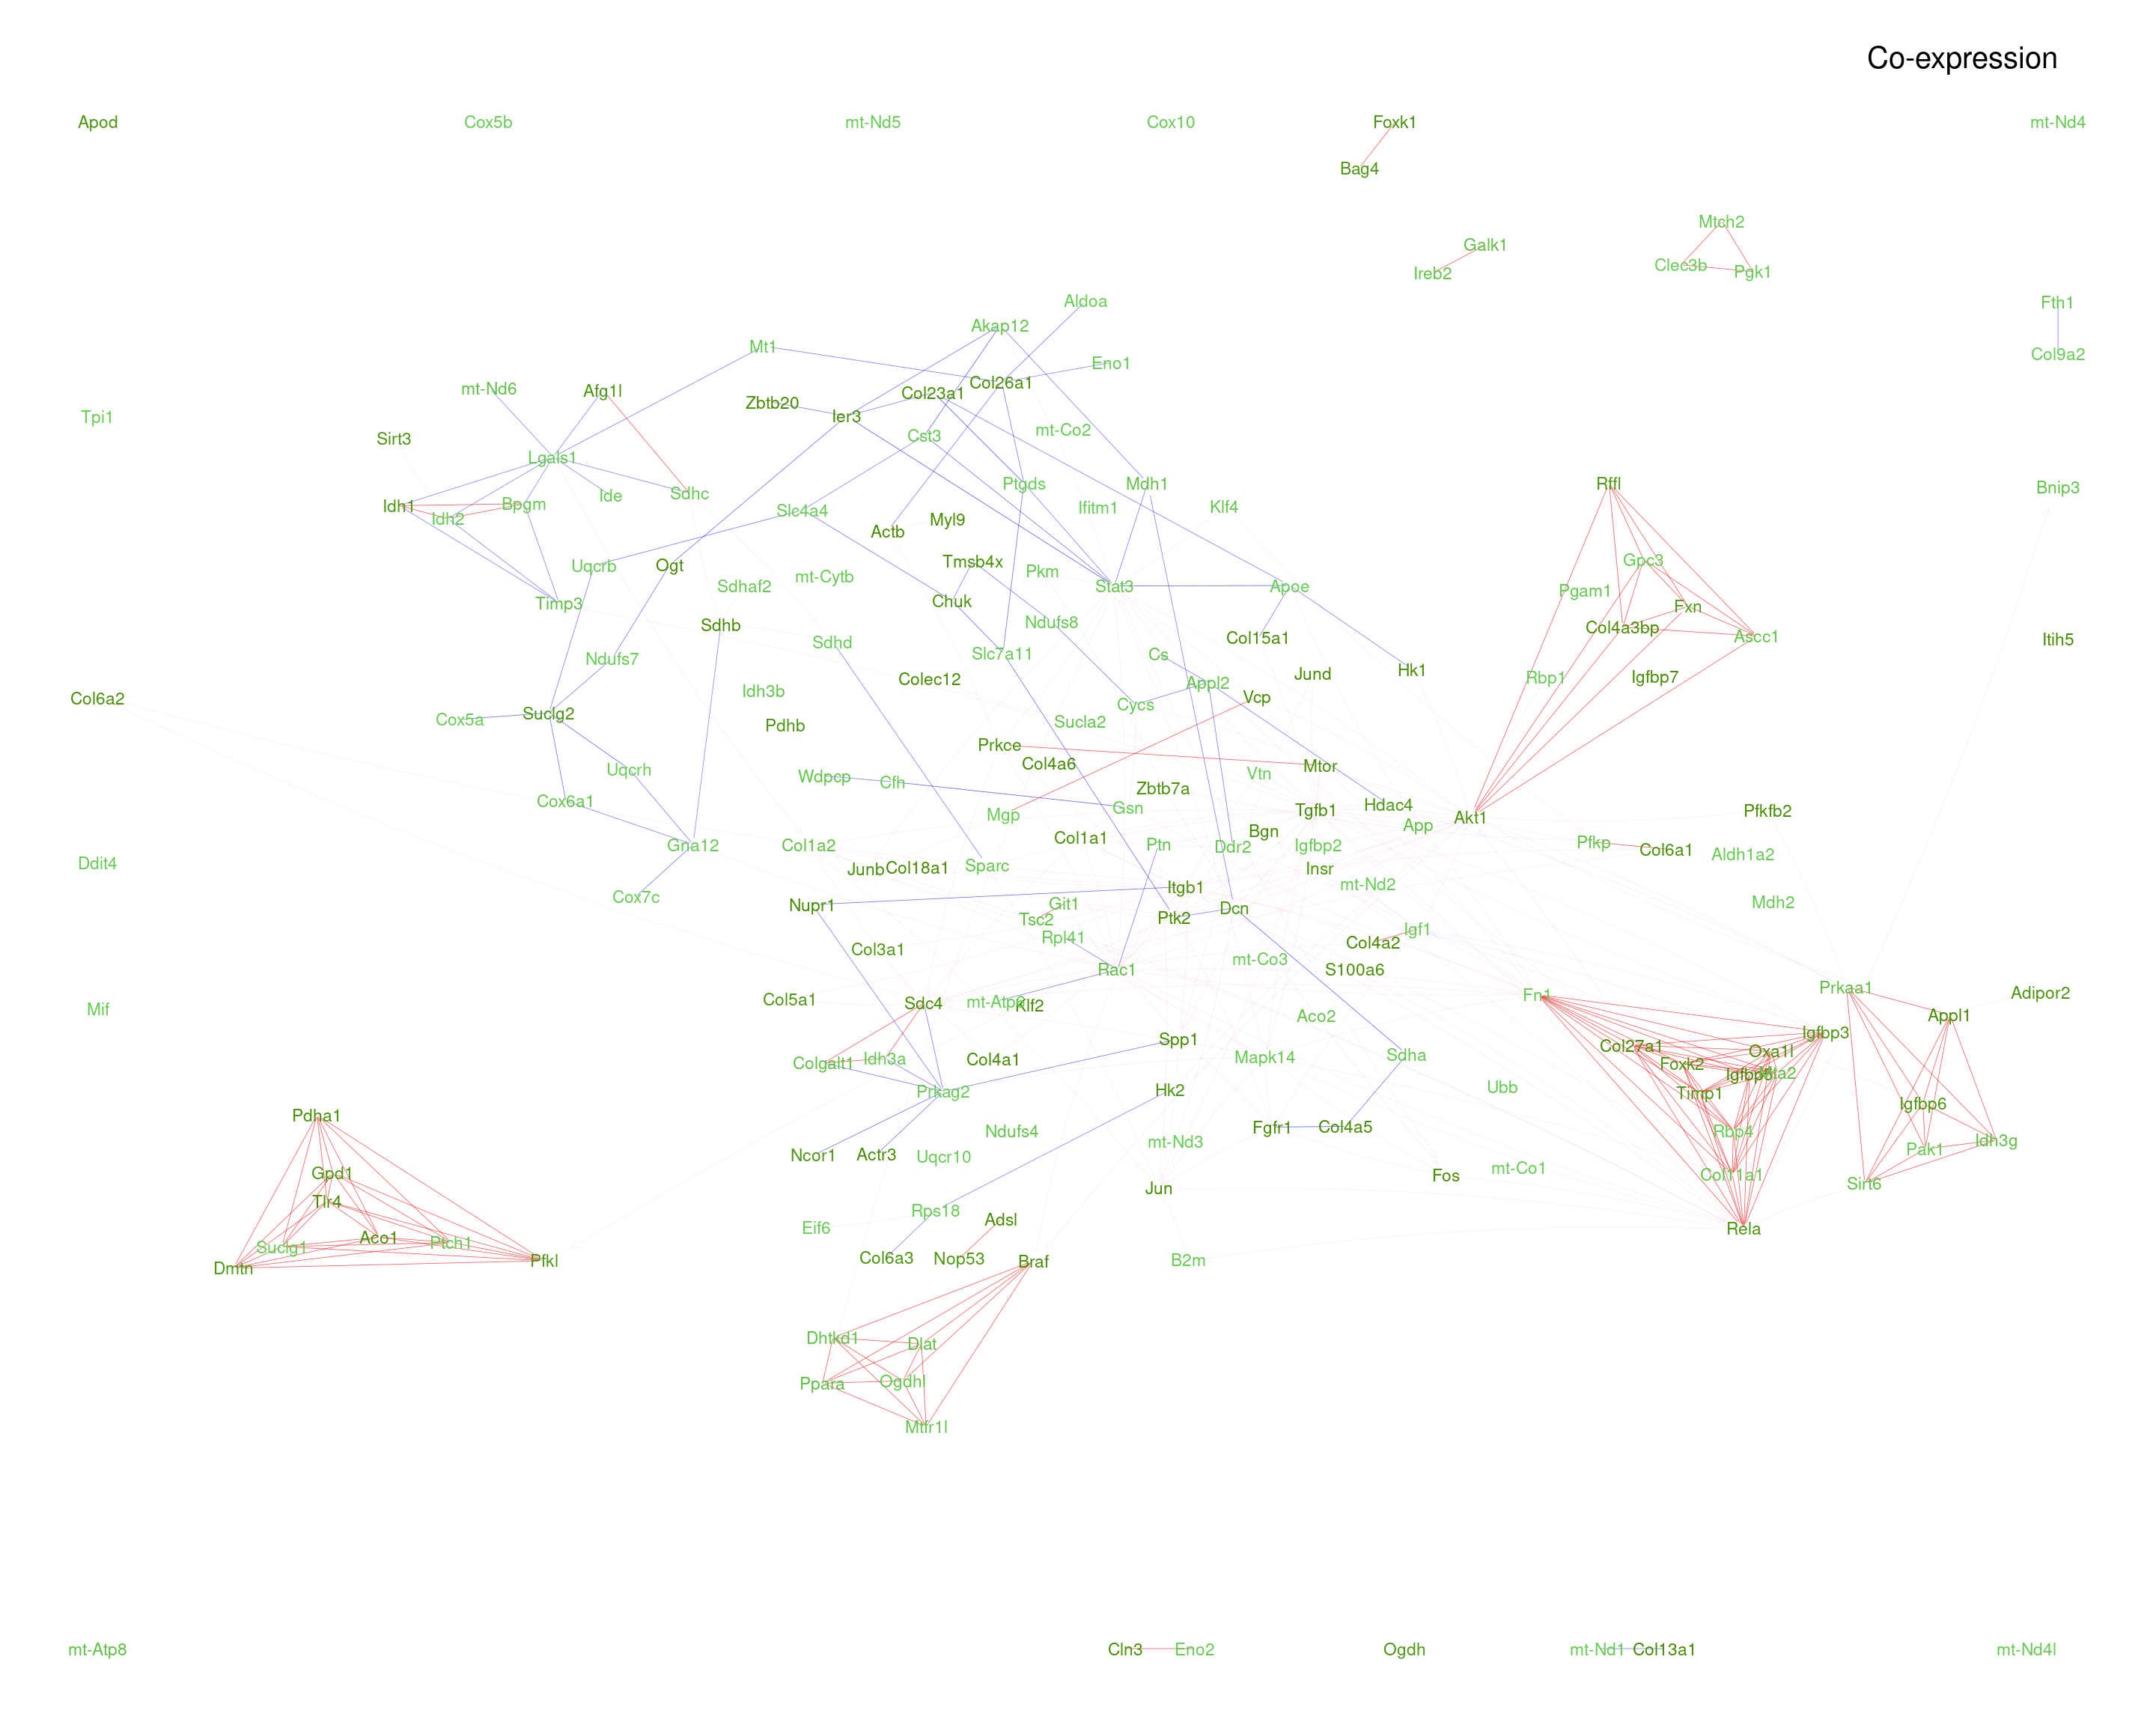 Co-expression
Apod
Cox5b
mt-Nd5
Cox10
Foxk1
mt-Nd4
Bag4
Mtch2
Galk1
Clec3b
Pgk1
Ireb2
Aldoa
Fth1
Akap12
Mt1
Col9a2
Eno1
Col26a1
mt-Nd6
Afg1l
Col23a1
Zbtb20
Ier3
Tpi1
mt-Co2
Cst3
Sirt3
Lgals1
Ptgds
Mdh1
Rffl
Bnip3
Sdhc
Ide
Idh1
Bpgm
Ifitm1
Klf4
Slc4a4
Idh2
Myl9
Actb
Gpc3
Tmsb4x
Uqcrb
Ogt
Pkm
mt-Cytb
Sdhaf2
Stat3
Apoe
Pgam1
Chuk
Timp3
Fxn
Ndufs8
Sdhb
Col4a3bp
Ascc1
Col15a1
Itih5
Sdhd
Slc7a11
Cs
Ndufs7
Hk1
Jund
Rbp1
Igfbp7
Colec12
Appl2
Idh3b
Vcp
Col6a2
Cycs
Suclg2
Cox5a
Sucla2
Pdhb
Prkce
Col4a6
Mtor
Uqcrh
Vtn
Wdpcp
Cfh
Zbtb7a
Cox6a1
Hdac4
Gsn
Tgfb1
Pfkfb2
Mgp
Akt1
App
Bgn
Col1a1
Pfkp
Gna12
Col1a2
Ptn
Ddr2
Igfbp2
Col6a1
Aldh1a2
Ddit4
Junb
Col18a1
Sparc
Insr
mt-Nd2
Itgb1
Cox7c
Mdh2
Nupr1
Git1
Dcn
Tsc2
Ptk2
Igf1
Rpl41
Col4a2
Col3a1
mt-Co3
Rac1
S100a6
Prkaa1
Adipor2
Fn1
Col5a1
Sdc4
Klf2
Mif
Appl1
Aco2
Igfbp3
Spp1
Col27a1
Oxa1l
Sdha
Mapk14
Idh3a
Col4a1
Colgalt1
Foxk2
Igfbp5
Prkag2
Hk2
Ubb
Timp1
Igfbp6
Pdha1
Fgfr1
Col4a5
Ndufs4
Rbp4
Idh3g
mt-Nd3
Pak1
Ncor1
Actr3
Uqcr10
mt-Co1
Gpd1
Fos
Col11a1
Sirt6
Jun
Tlr4
Rps18
Adsl
Eif6
Rela
Aco1
Ptch1
Suclg1
Col6a3
Nop53
Braf
B2m
Pfkl
Dmtn
Dhtkd1
Dlat
Ogdhl
Ppara
Mtfr1l
mt-Atp8
Cln3
Eno2
Ogdh
mt-Nd1
Col13a1
mt-Nd4l